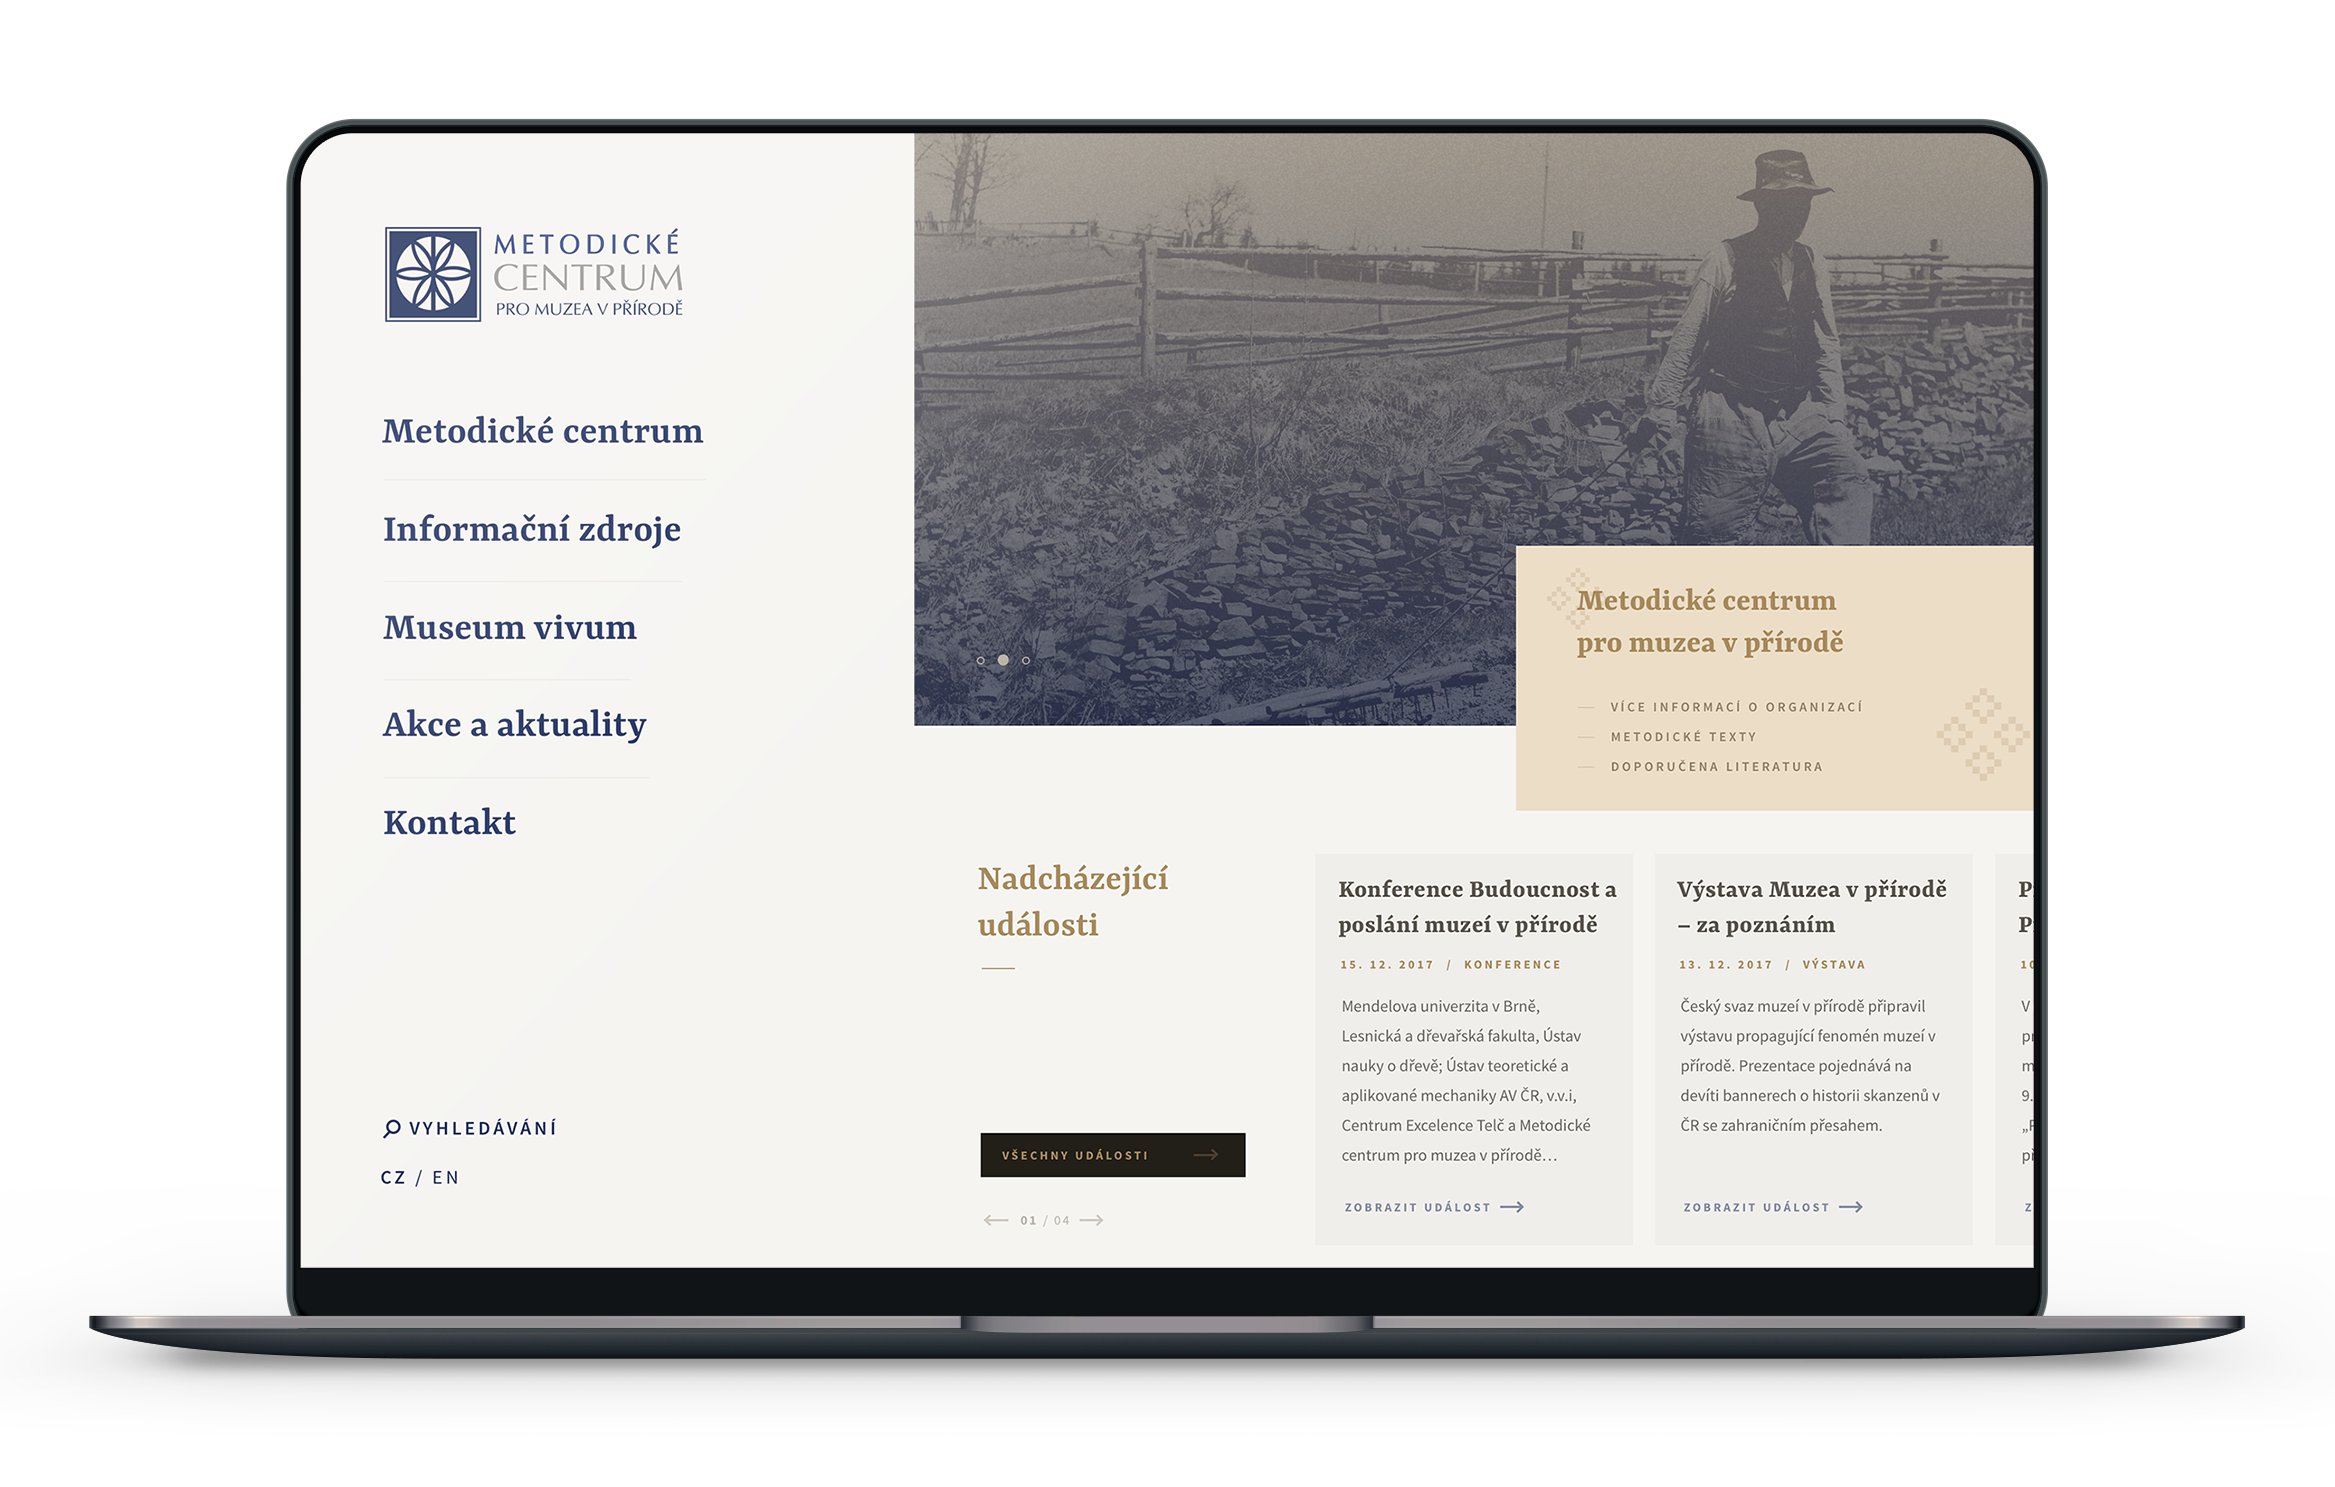 METODICKÉ
CENTRUM
PRO MUZEA V PŘÍRODĚ
Metodické centrum
Informační zdroje
Museum vivum
Akce a aktuality
Kontakt
VYHLEDÁVÁNÍ
CZ / EN
Metodické centrum
pro muzea v přírodě
VÍCE INFORMACÍ O ORGANIZACÍ
METODICKÉ TEXTY
DOPORUČENA LITERATURA
Nadcházející
události
VŠECHNY UDÁLOSTI
01 / 04
Konference Budoucnost a
poslání muzeí v přírodě
15. 12. 2017 / KONFERENCE
Mendelova univerzita v Brně,
Lesnická a dřevařská fakulta, Ústav
nauky o dřevě; Ústav teoretické a
aplikované mechaniky AV ČR, v.v.i,
Centrum Excelence Telč a Metodické
centrum pro muzea v přírodě…
ZOBRAZIT UDÁLOST
Výstava Muzea v přírodě
– za poznáním
13. 12. 2017 / VÝSTAVA
Český svaz muzeí v přírodě připravil
výstavu propagující fenomén muzeí v
přírodě. Prezentace pojednává na
devíti bannerech o historii skanzenů v
ČR se zahraničním přesahem.
ZOBRAZIT UDÁLOST